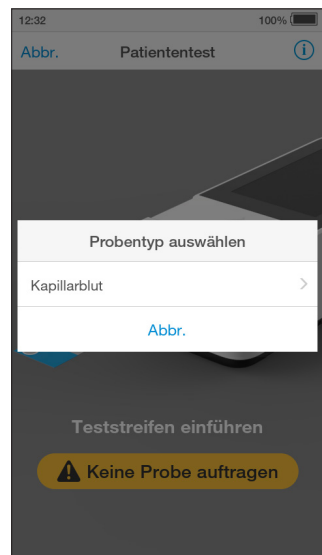 12:32 100%
Abbr. Patiententest
Probentyp auswählen
Kapillarblut
Abbr.
Teststreifen einführen
Keine Probe auftragen